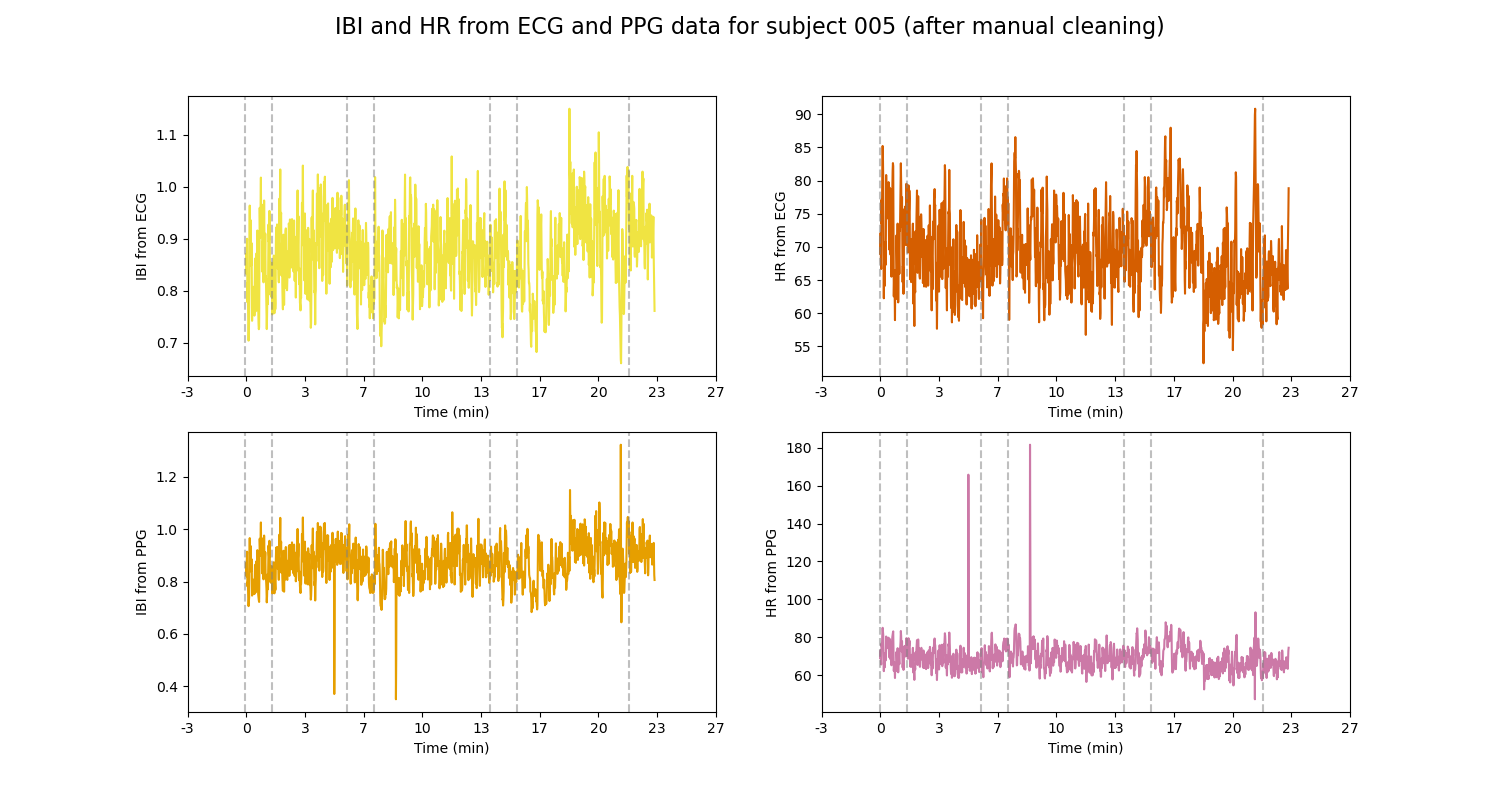 IBI and HR from ECG and PPG data for subject 005 (after manual cleaning)
IBI from ECG
1.1
1.0
0.9
0.8
0.7
-3 0 3 7 10 13 17 20 23 27
Time (min)
HR from ECG
90
85
80
75
70
65
60
55
-3 0 3 7 10 13 17 20 23 27
Time (min)
IBI from PPG
1.2
1.0
0.8
0.6
0.4
-3 0 3 7 10 13 17 20 23 27
Time (min)
HR from PPG
180
160
140
120
100
80
60
-3 0 3 7 10 13 17 20 23 27
Time (min)